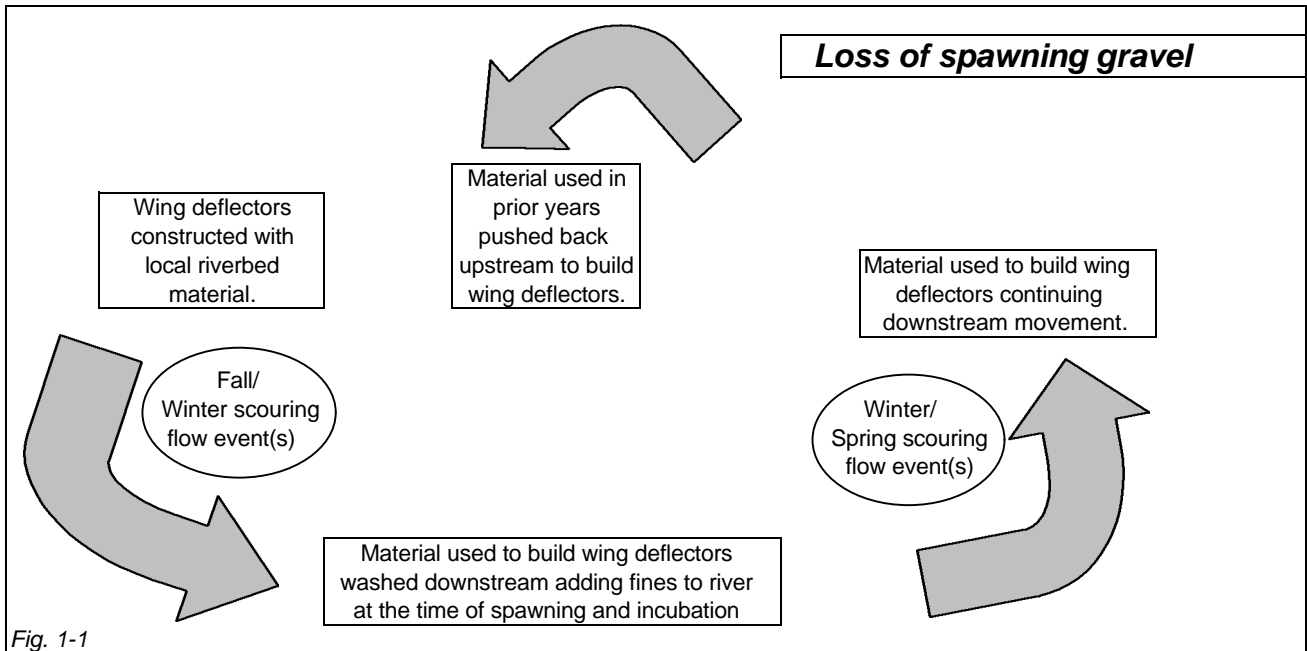 Loss of spawning gravel
Material used in
prior years
pushed back
upstream to build
wing deflectors.
Wing deflectors
constructed with
local riverbed
material.
Material used to build wing
deflectors continuing
downstream movement.
Fall/
Winter scouring
flow event(s)
Winter/
Spring scouring
flow event(s)
Material used to build wing deflectors
washed downstream adding fines to river
at the time of spawning and incubation
Fig. 1-1